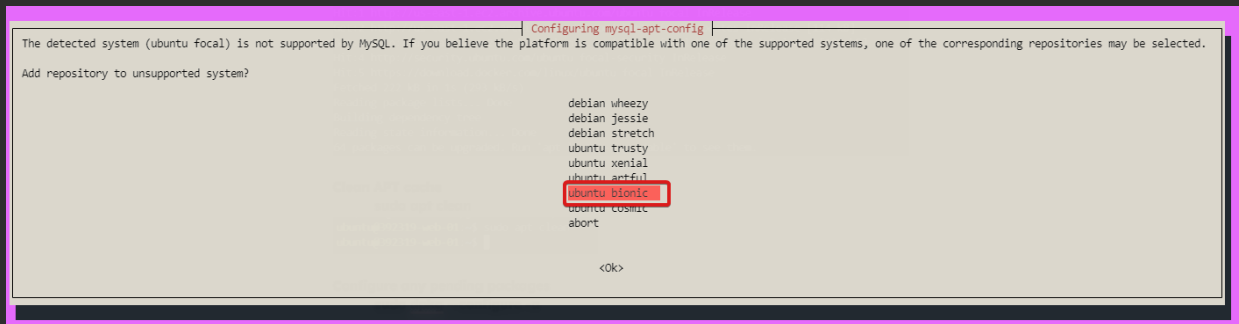 Configuring mysql-apt-config
The detected system (ubuntu focal) is not supported by MySQL. If you believe the platform is compatible with one of the supported systems, one of the corresponding repositories may be selected.
Add repository to unsupported system?
debian wheezy
debian jessie
debian stretch
ubuntu trusty
ubuntu xenial
ubuntu artful
ubuntu bionic
ubuntu cosmic
abort
<Ok>